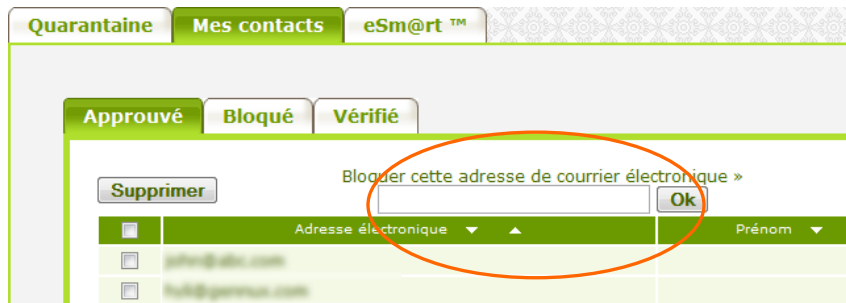 Quarantaine Mes contacts eSm@rt ™
Approuvé Bloqué Vérifié
Bloquer cette adresse de courrier électronique »
Supprimer Ok
Adresse électronique Prénom